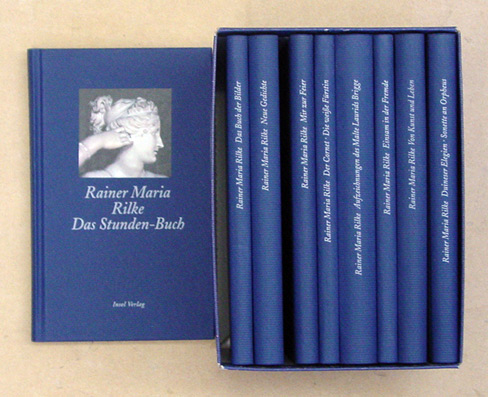 Rainer Maria
Rilke
Das Stunden-Buch
Insel Verlag
Rainer Maria Rilke Das Buch der Bilder
Rainer Maria Rilke Neue Gedichte
Rainer Maria Rilke Mir zur Feier
Rainer Maria Rilke Der Cornet · Die weiße Fürstin
Rainer Maria Rilke Aufzeichnungen des Malte Laurids Brigge
Rainer Maria Rilke Einsam in der Fremde
Rainer Maria Rilke Von Kunst und Leben
Rainer Maria Rilke Duineser Elegien · Sonette an Orpheus